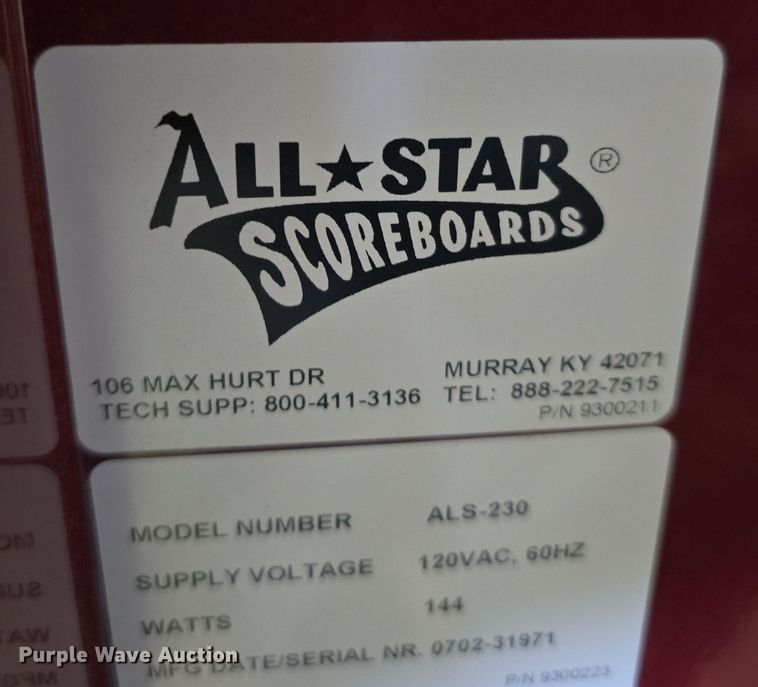 ALL★STAR ®
SCOREBOARDS
106 MAX HURT DR MURRAY KY 42071
TECH SUPP: 800-411-3136 TEL: 888-222-7515
P/N 9300211
MODEL NUMBER ALS-230
SUPPLY VOLTAGE 120VAC, 60HZ
WATTS 144
MFG DATE/SERIAL NR. 0702-31971
P/N 9300223
Purple Wave Auction